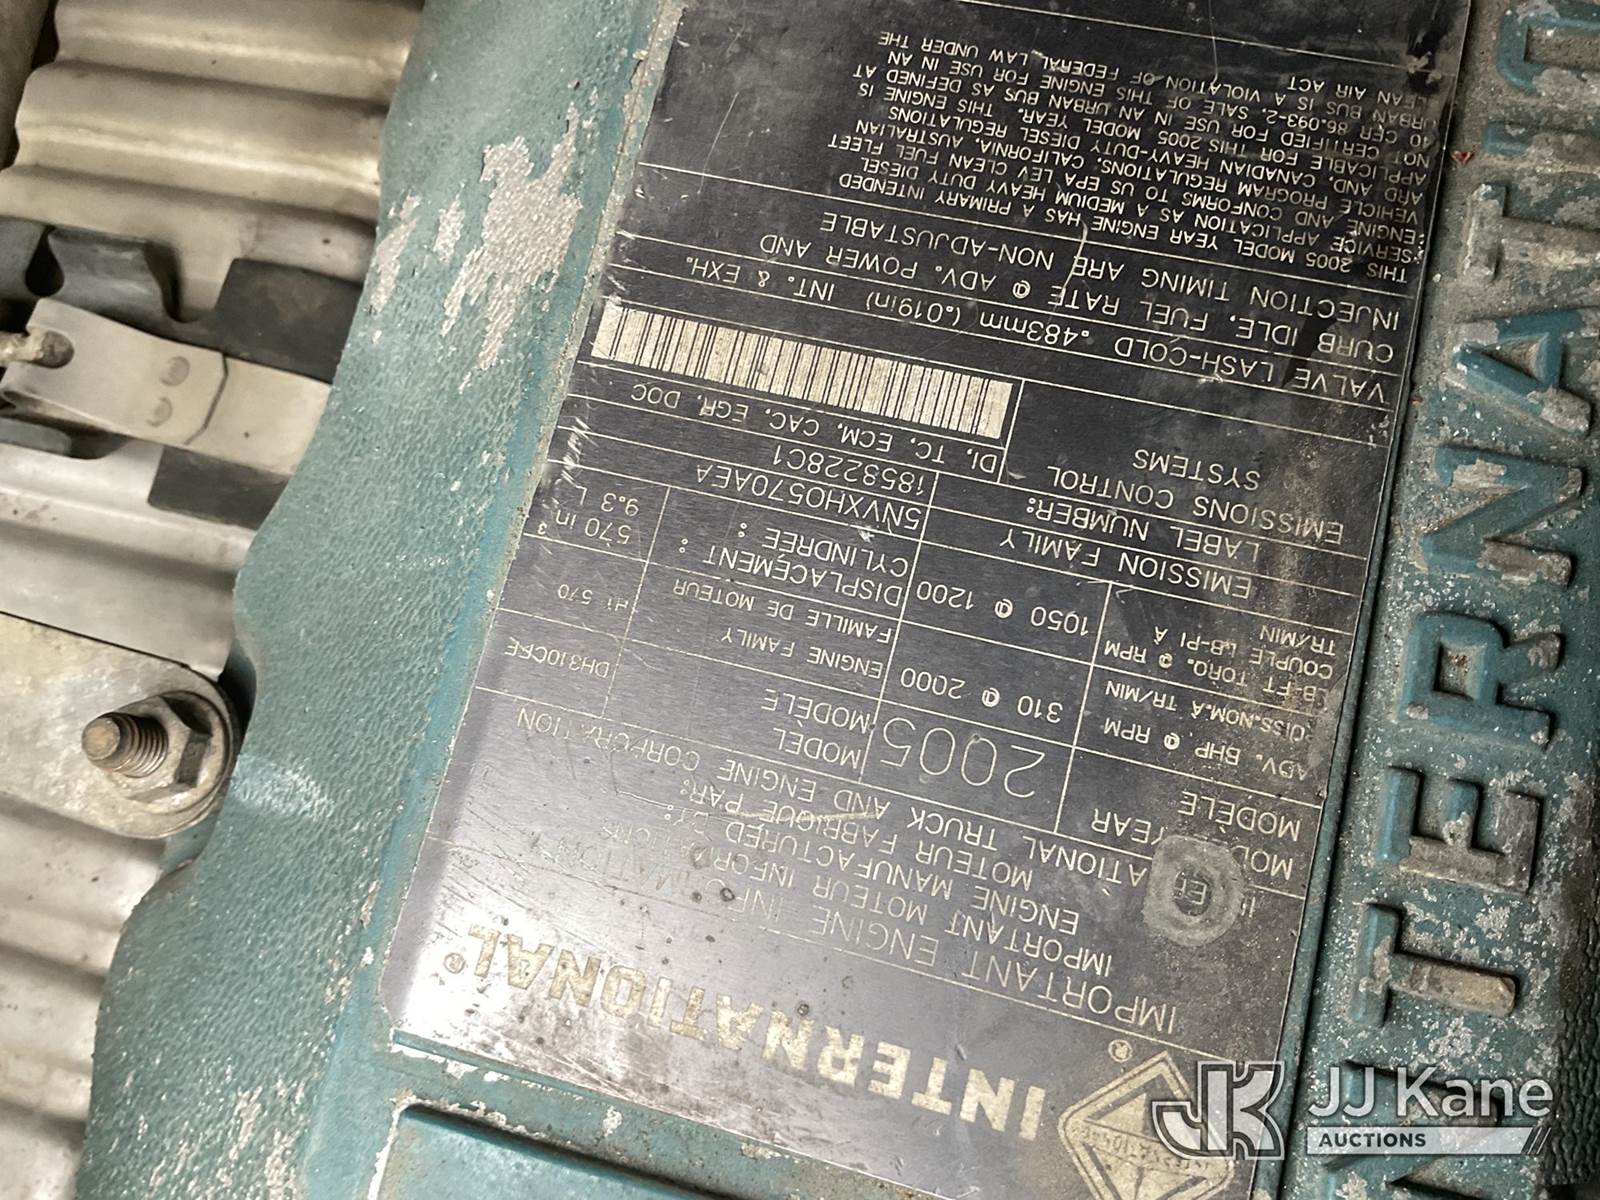 INTERNATIONAL®
IMPORTANT ENGINE INFORMATION
IMPORTANT MOTEUR INFORMATION
ENGINE MANUFACTURED BY:
MOTEUR FABRIQUE PAR:
INTERNATIONAL TRUCK AND ENGINE CORPORATION
MODEL YEAR
MODÈLE
2005
MODEL
MODÈLE
DH310CFE
ADV. BHP. @ RPM
PUISS.NOM.À TR/MIN
310 @ 2000
ENGINE FAMILY
FAMILLE DE MOTEUR
HI 570
LB-FT TORQ. @ RPM
COUPLE LB-PI À
TR/MIN
1050 @ 1200
DISPLACEMENT :
CYLINDRÉE :
570 in³
9.3 L
EMISSION FAMILY
5NVXH0570AEA
LABEL NUMBER:
1853228C1
EMISSIONS CONTROL
SYSTEMS
DI, TC, ECM, CAC, EGR, DOC
VALVE LASH-COLD .483mm (.019in) INT. & EXH.
CURB IDLE, FUEL RATE @ ADV. POWER AND
INJECTION TIMING ARE NON-ADJUSTABLE
THIS 2005 MODEL YEAR ENGINE HAS A PRIMARY INTENDED
SERVICE APPLICATION AS A MEDIUM HEAVY DUTY DIESEL
ENGINE AND CONFORMS TO US EPA LEV CLEAN FUEL FLEET
VEHICLE PROGRAM REGULATIONS, CALIFORNIA, AUSTRALIAN
ARD AND, CANADIAN HEAVY-DUTY DIESEL REGULATIONS
APPLICABLE FOR THIS 2005 MODEL YEAR. THIS ENGINE IS
NOT CERTIFIED FOR USE IN AN URBAN BUS AS DEFINED AT
40 CFR 86.093-2. SALE OF THIS ENGINE FOR USE IN AN
URBAN BUS IS A VIOLATION OF FEDERAL LAW UNDER THE
CLEAN AIR ACT
TERNATIO
JK JJ Kane
AUCTIONS